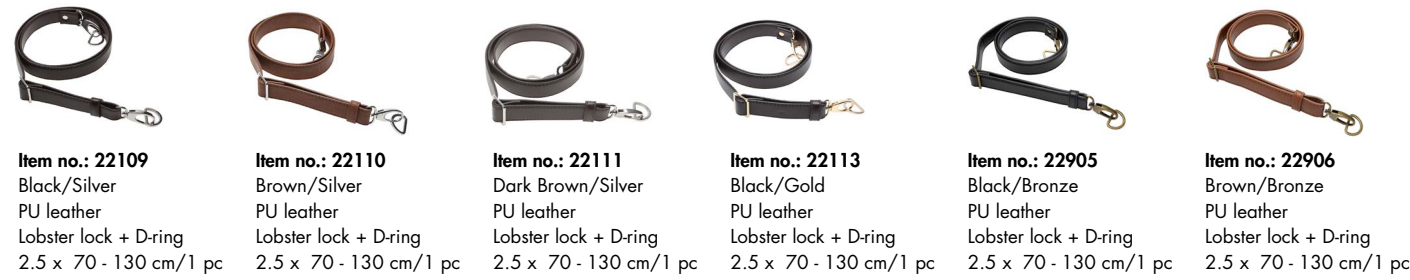 Item no.: 22109
Black/Silver
PU leather
Lobster lock + D-ring
2.5 x  70 - 130 cm/1 pc
Item no.: 22110
Brown/Silver
PU leather
Lobster lock + D-ring
2.5 x  70 - 130 cm/1 pc
Item no.: 22111
Dark Brown/Silver
PU leather
Lobster lock + D-ring
2.5 x  70 - 130 cm/1 pc
Item no.: 22113
Black/Gold
PU leather
Lobster lock + D-ring
2.5 x  70 - 130 cm/1 pc
Item no.: 22905
Black/Bronze
PU leather
Lobster lock + D-ring
2.5 x  70 - 130 cm/1 pc
Item no.: 22906
Brown/Bronze
PU leather
Lobster lock + D-ring
2.5 x  70 - 130 cm/1 pc